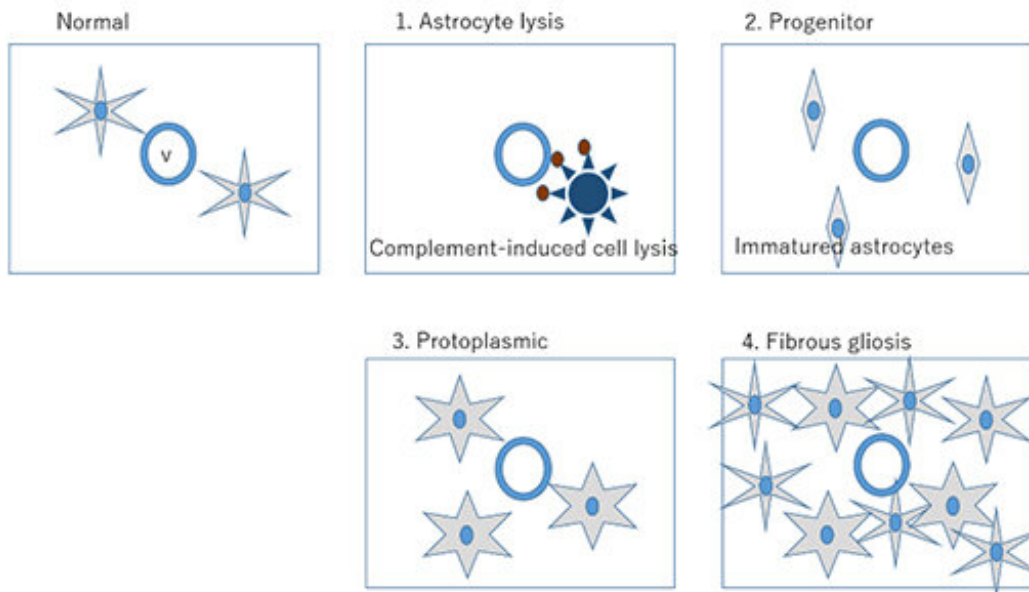 Normal
1. Astrocyte lysis
2. Progenitor
v
Complement-induced cell lysis
Immatured astrocytes
3. Protoplasmic
4. Fibrous gliosis